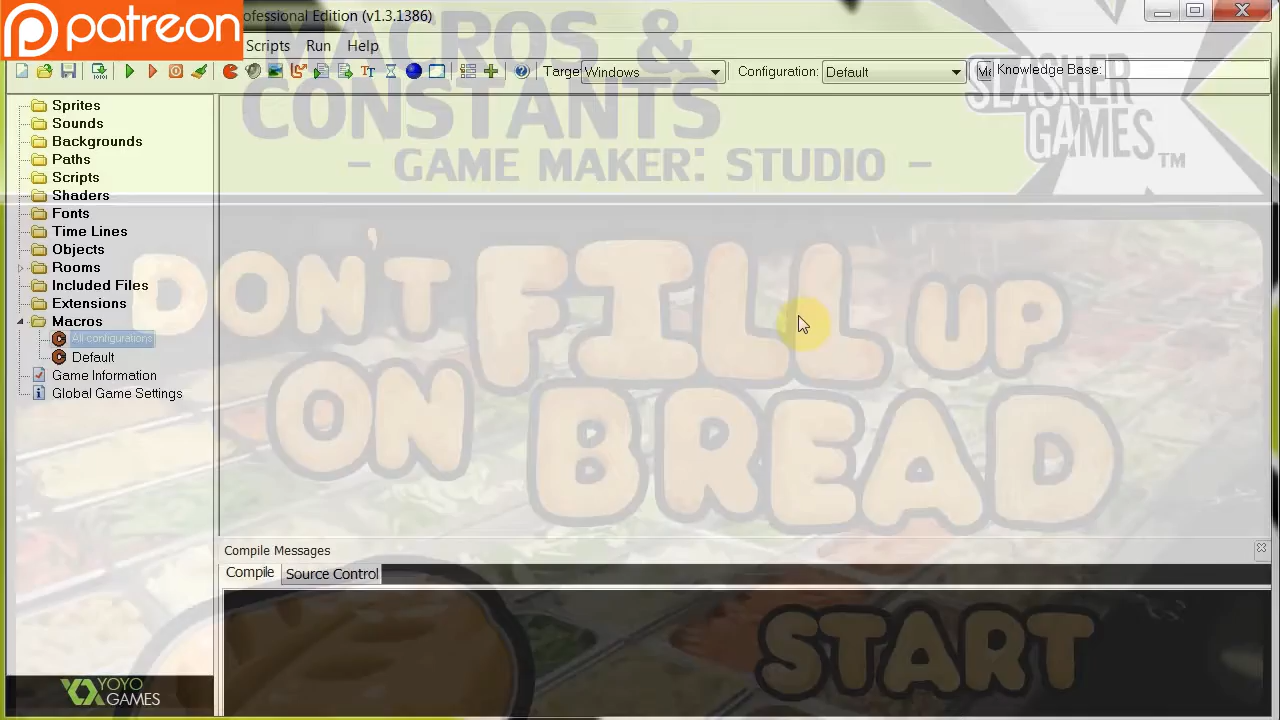 patreon
ofessional Edition (v1.3.1386)
MACROS &
CONSTANTS
- GAME MAKER: STUDIO -
SLASHER
GAMES™
Scripts Run Help
Targe Windows
Configuration: Default
Knowledge Base:
Sprites
Sounds
Backgrounds
Paths
Scripts
Shaders
Fonts
Time Lines
Objects
Rooms
Included Files
Extensions
Macros
All configurations
Default
Game Information
Global Game Settings
DON'T FILL UP
ON BREAD
Compile Messages
Compile Source Control
START
YOYO
GAMES